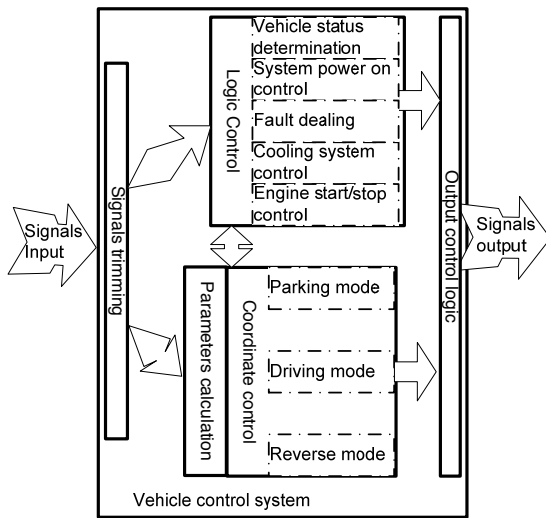 Signals
Input
Signals trimming
Logic Control
Vehicle status
determination
System power on
control
Fault dealing
Cooling system
control
Engine start/stop
control
Parameters calculation
Coordinate control
Parking mode
Driving mode
Reverse mode
Output control logic
Signals
output
Vehicle control system